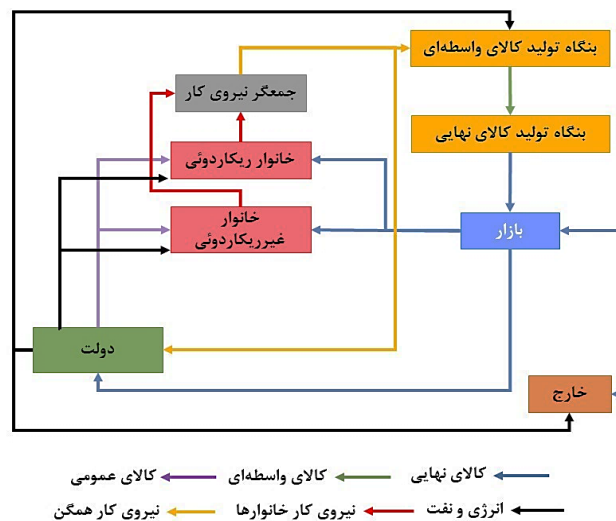 بنگاه تولید کالای واسطه‌ای
جمعگر نیروی کار
بنگاه تولید کالای نهایی
خانوار ریکاردوئی
خانوار
غیرریکاردوئی
بازار
دولت
خارج
کالای نهایی
کالای واسطه‌ای
کالای عمومی
انرژی و نفت
نیروی کار خانوارها
نیروی کار همگن